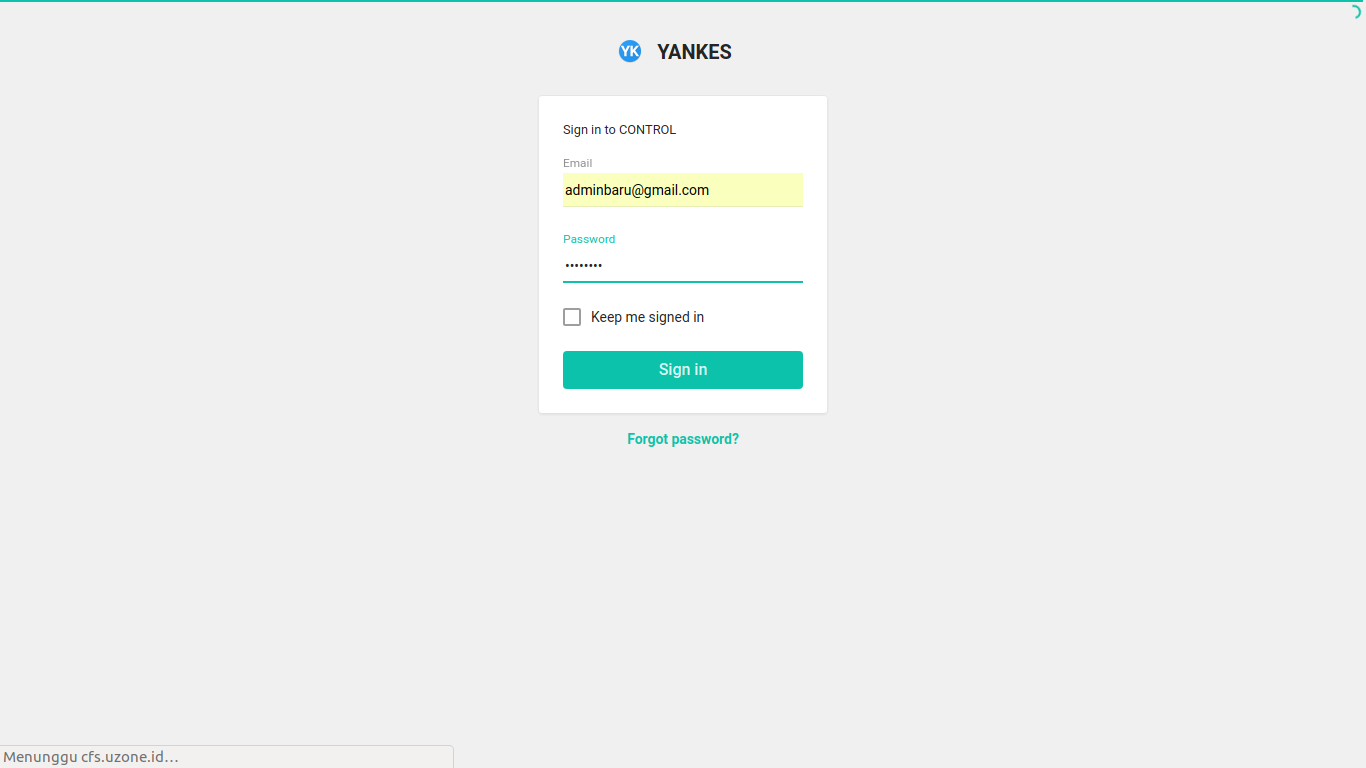 YK YANKES
Sign in to CONTROL
Email
adminbaru@gmail.com
Password
••••••••
Keep me signed in
Sign in
Forgot password?
Menunggu cfs.uzone.id…